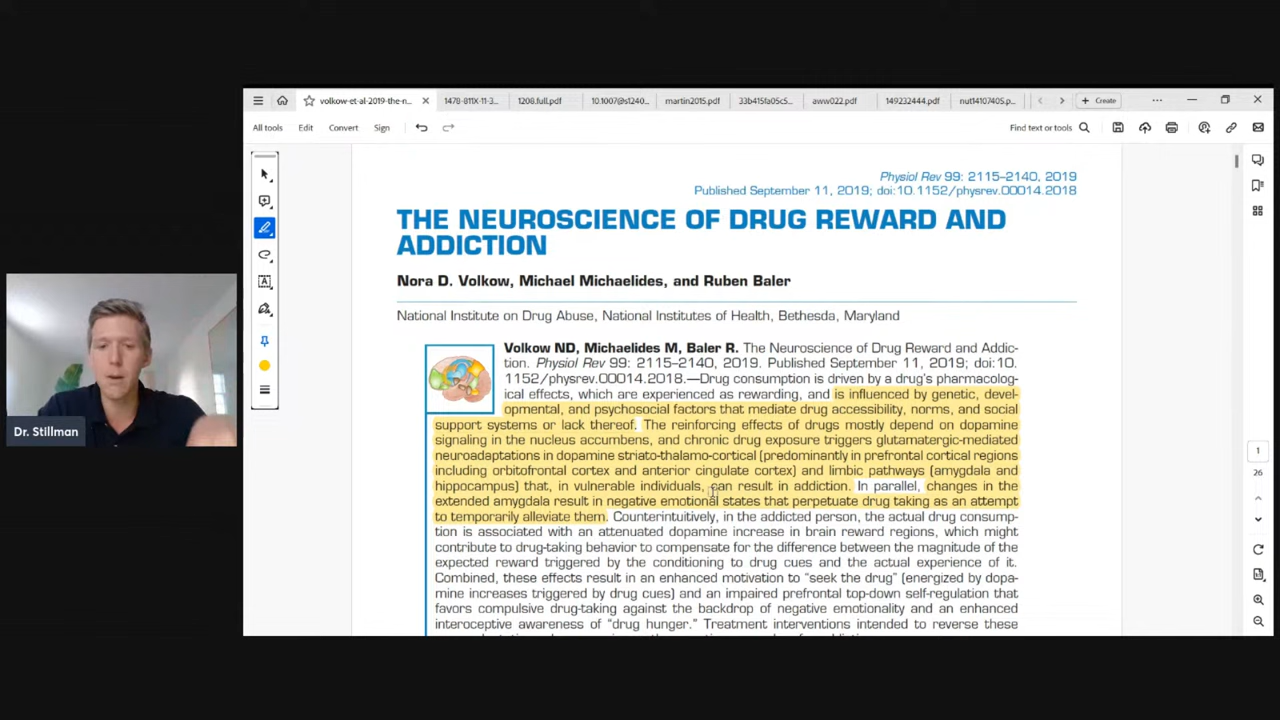 volkow-et-al-2019-the-n...
1478-811X-11-3...
1208.full.pdf
10.1007@s1240...
martin2015.pdf
33b415fa05c5...
aww022.pdf
149232444.pdf
nut1410740S.p...
Create
All tools
Edit
Convert
Sign
Find text or tools
Physiol Rev 99: 2115–2140, 2019
Published September 11, 2019; doi:10.1152/physrev.00014.2018
THE NEUROSCIENCE OF DRUG REWARD AND
ADDICTION
Nora D. Volkow, Michael Michaelides, and Ruben Baler
National Institute on Drug Abuse, National Institutes of Health, Bethesda, Maryland
Volkow ND, Michaelides M, Baler R. The Neuroscience of Drug Reward and Addic-
tion. Physiol Rev 99: 2115–2140, 2019. Published September 11, 2019; doi:10.
1152/physrev.00014.2018.—Drug consumption is driven by a drug's pharmacolog-
ical effects, which are experienced as rewarding, and is influenced by genetic, devel-
opmental, and psychosocial factors that mediate drug accessibility, norms, and social
support systems or lack thereof. The reinforcing effects of drugs mostly depend on dopamine
signaling in the nucleus accumbens, and chronic drug exposure triggers glutamatergic-mediated
neuroadaptations in dopamine striato-thalamo-cortical (predominantly in prefrontal cortical regions
including orbitofrontal cortex and anterior cingulate cortex) and limbic pathways (amygdala and
hippocampus) that, in vulnerable individuals, can result in addiction. In parallel, changes in the
extended amygdala result in negative emotional states that perpetuate drug taking as an attempt
to temporarily alleviate them. Counterintuitively, in the addicted person, the actual drug consump-
tion is associated with an attenuated dopamine increase in brain reward regions, which might
contribute to drug-taking behavior to compensate for the difference between the magnitude of the
expected reward triggered by the conditioning to drug cues and the actual experience of it.
Combined, these effects result in an enhanced motivation to “seek the drug” (energized by dopa-
mine increases triggered by drug cues) and an impaired prefrontal top-down self-regulation that
favors compulsive drug-taking against the backdrop of negative emotionality and an enhanced
interoceptive awareness of “drug hunger.” Treatment interventions intended to reverse these
1
26
Dr. Stillman